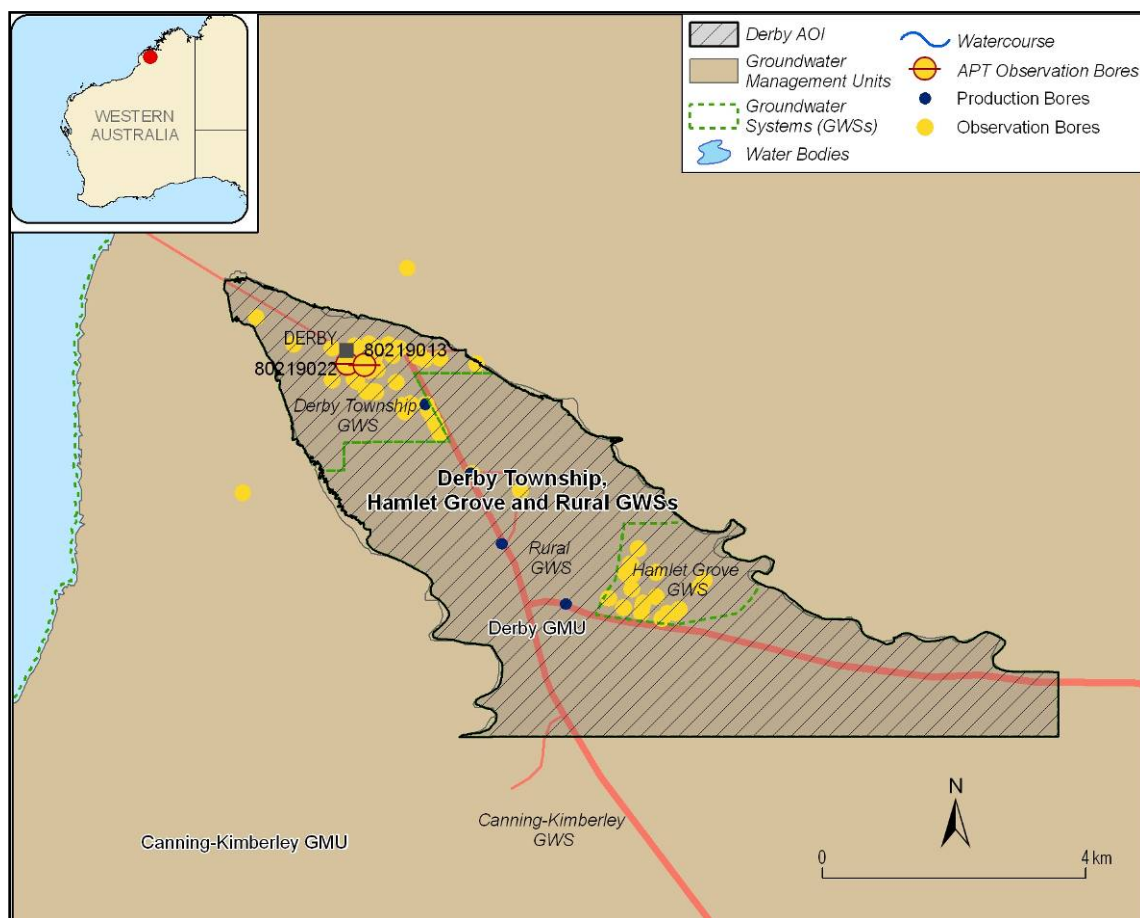 WESTERN
AUSTRALIA
Derby AOI
Groundwater
Management Units
Groundwater
Systems (GWSs)
Water Bodies
Watercourse
APT Observation Bores
Production Bores
Observation Bores
DERBY
80219013
80219022
Derby Township
GWS
Derby Township,
Hamlet Grove and Rural GWSs
Rural
GWS
Hamlet Grove
GWS
Derby GMU
Canning-Kimberley
GWS
Canning-Kimberley GMU
N
0
4 km